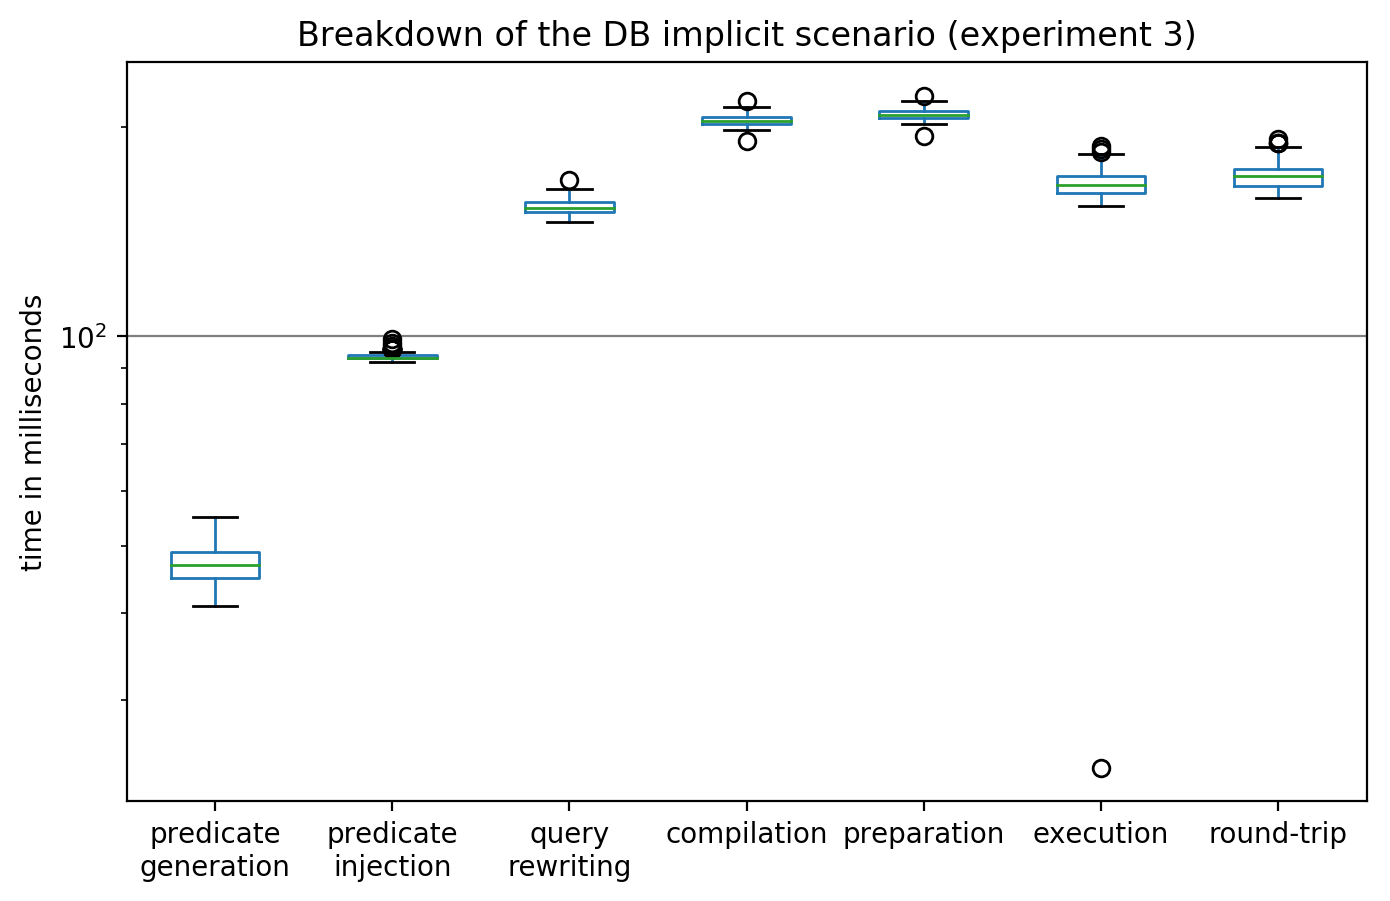 Breakdown of the DB implicit scenario (experiment 3)
time in milliseconds
10²
predicate
generation
predicate
injection
query
rewriting
compilation
preparation
execution
round-trip